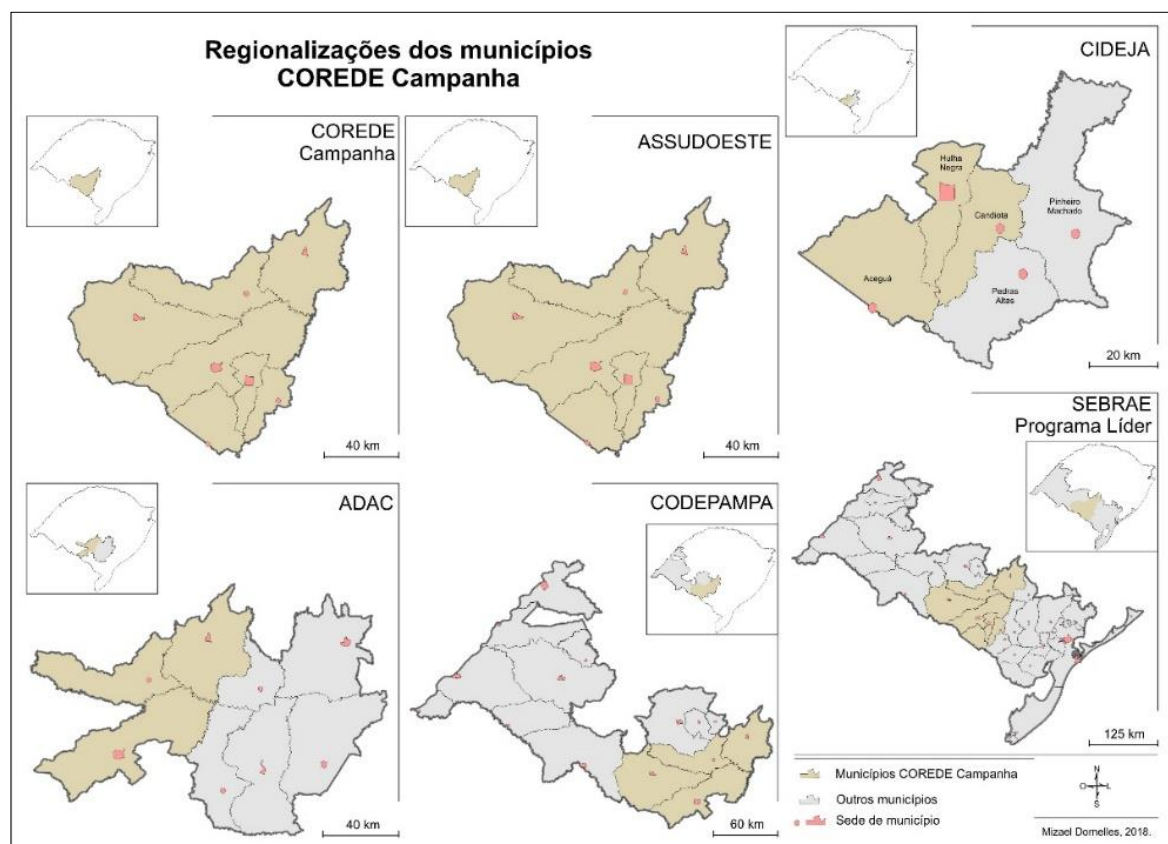 Regionalizações dos municípios
COREDE Campanha
COREDE
Campanha
40 km
ASSUDOESTE
40 km
CIDEJA
Hulha
Negra
Candiota
Pinheiro
Machado
Aceguá
Pedras
Altas
20 km
ADAC
40 km
CODEPAMPA
60 km
SEBRAE
Programa Líder
125 km
Municípios COREDE Campanha
Outros municípios
Sede de município
N
O L
S
Mizael Dornelles, 2018.